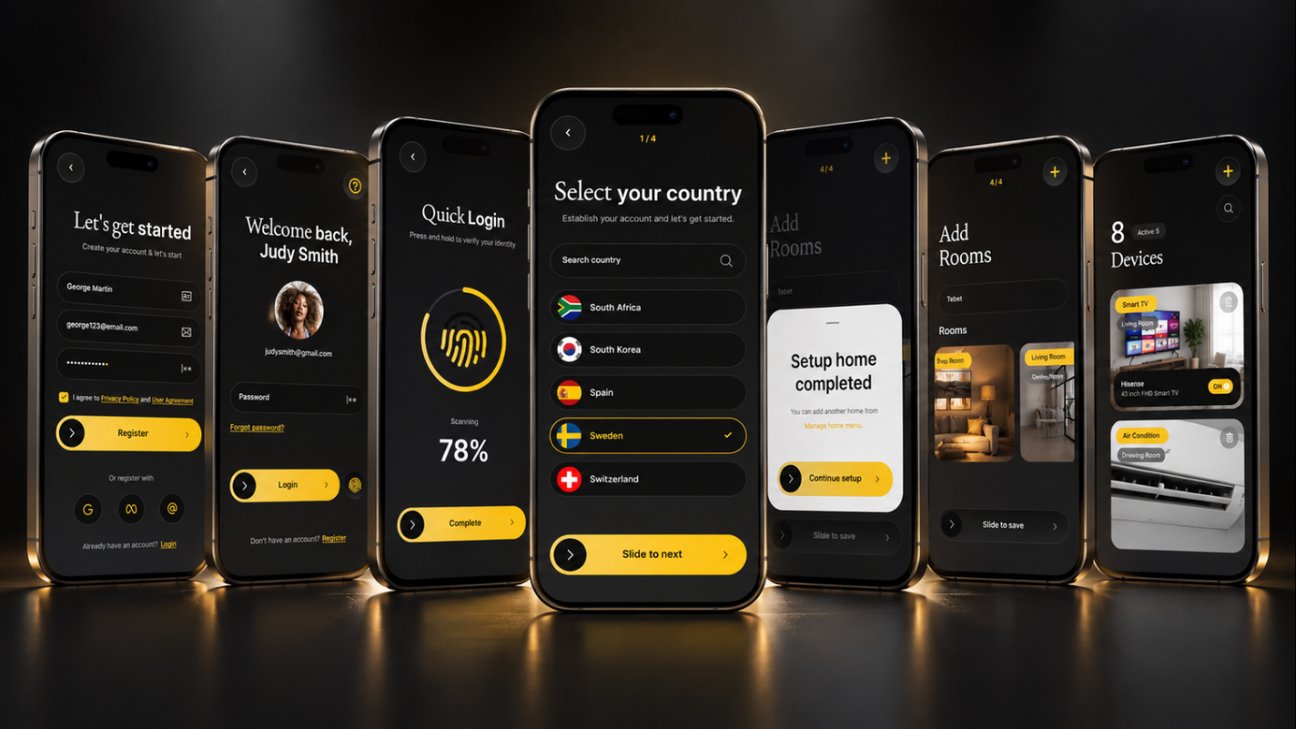 Let's get started
Create your account & let's start
George Martin
george123@email.com
I agree to Privacy Policy and User Agreement
Register
Or register with
G
@
Already have an account? Login
?
Welcome back,
Judy Smith
judysmith@gmail.com
Password
Forgot password?
Login
Don't have an account? Register
Quick Login
Press and hold to verify your identity
Scanning
78%
Complete
1/4
Select your country
Establish your account and let's get started.
Search country
South Africa
South Korea
Spain
Sweden
Switzerland
Slide to next
4/4
Add
Rooms
Tebet
Setup home
completed
You can add another home from
Manage home menu.
Continue setup
Slide to save
4/4
Add
Rooms
Tebet
Rooms
Room
Living Room
Slide to save
8 Active 5
Devices
Smart TV
Living Room
Hisense
43 inch FHD Smart TV
ON
Air Condition
Drawing Room